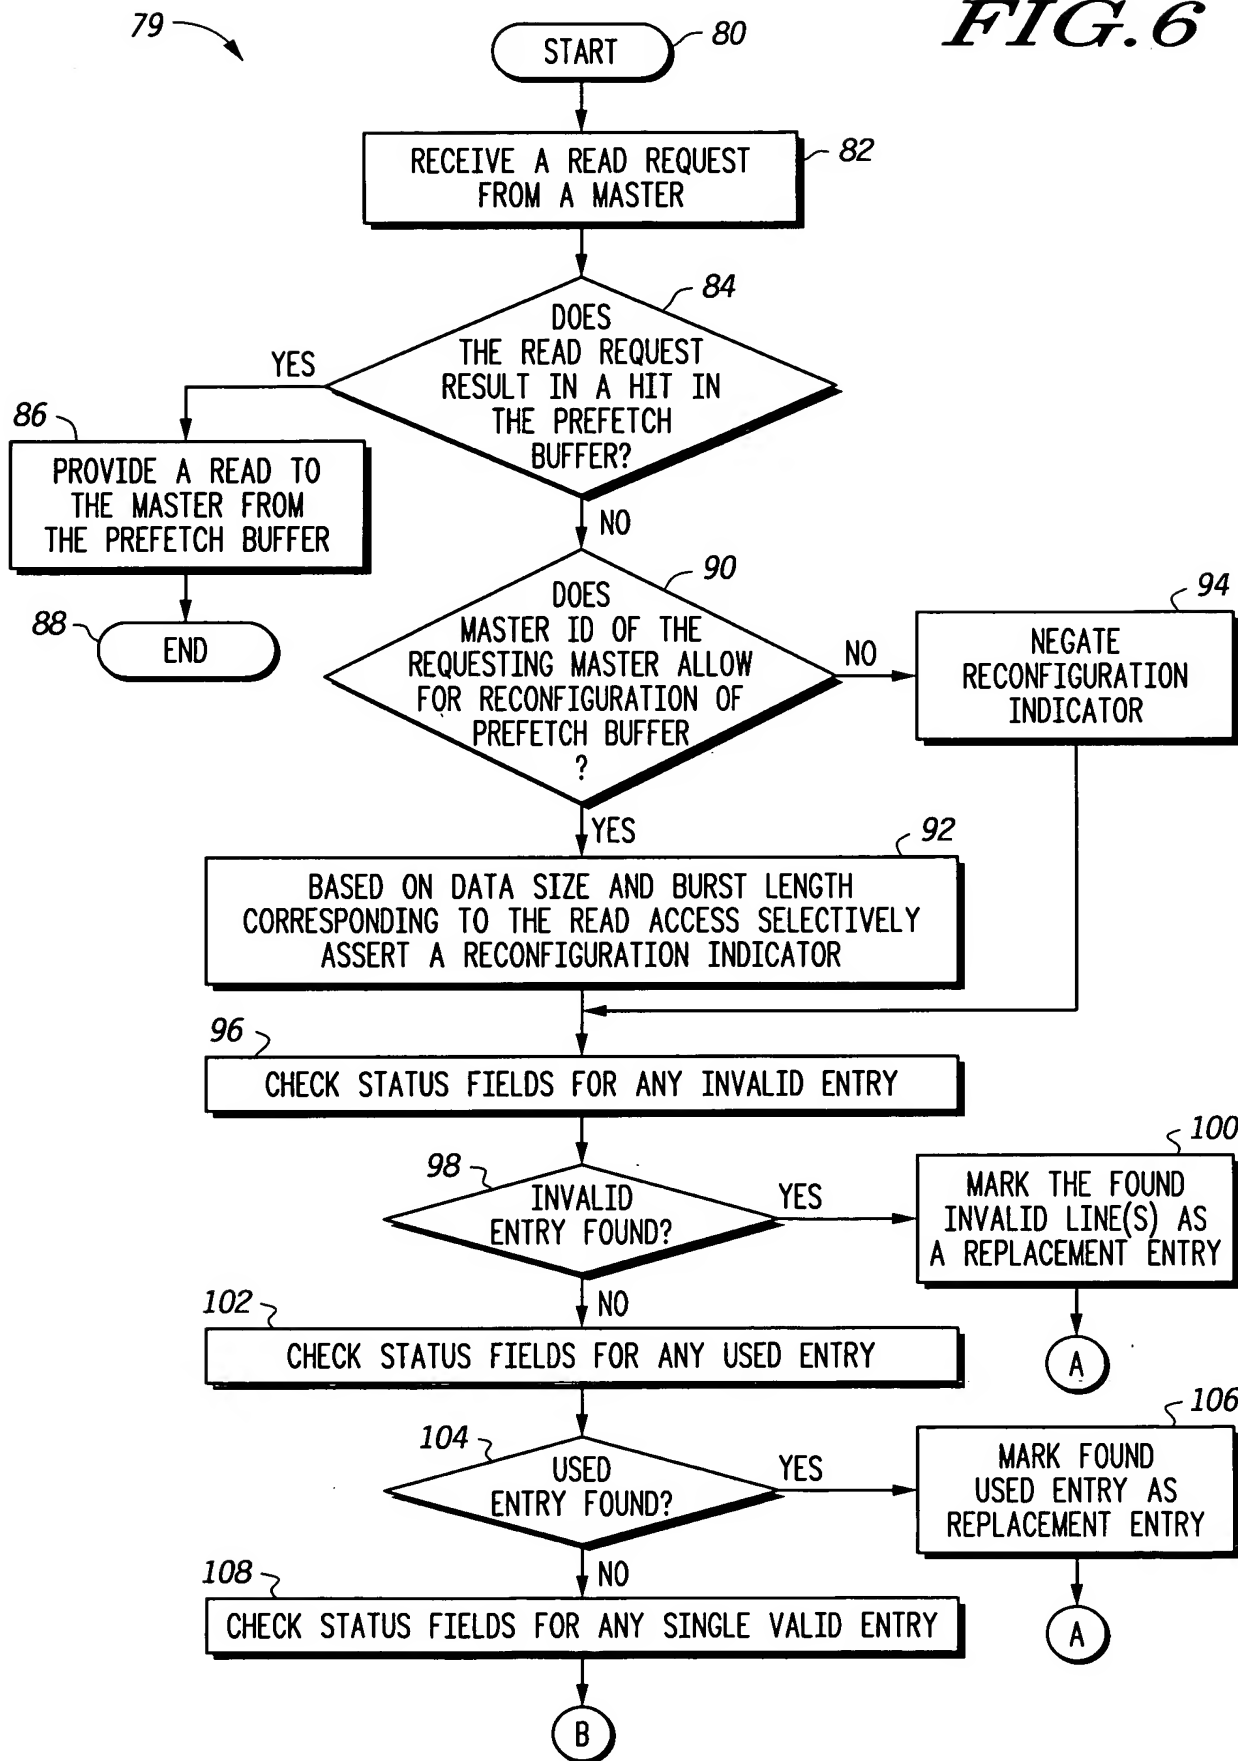 79
80
FIG.6
START
82
RECEIVE A READ REQUEST
FROM A MASTER
84
DOES
THE READ REQUEST
RESULT IN A HIT IN
THE PREFETCH
BUFFER?
YES
86
PROVIDE A READ TO
THE MASTER FROM
THE PREFETCH BUFFER
NO
88
END
90
DOES
MASTER ID OF THE
REQUESTING MASTER ALLOW
FOR RECONFIGURATION OF
PREFETCH BUFFER
?
NO
94
NEGATE
RECONFIGURATION
INDICATOR
YES
92
BASED ON DATA SIZE AND BURST LENGTH
CORRESPONDING TO THE READ ACCESS SELECTIVELY
ASSERT A RECONFIGURATION INDICATOR
96
CHECK STATUS FIELDS FOR ANY INVALID ENTRY
98
INVALID
ENTRY FOUND?
YES
100
MARK THE FOUND
INVALID LINE(S) AS
A REPLACEMENT ENTRY
A
NO
102
CHECK STATUS FIELDS FOR ANY USED ENTRY
104
USED
ENTRY FOUND?
YES
106
MARK FOUND
USED ENTRY AS
REPLACEMENT ENTRY
A
NO
108
CHECK STATUS FIELDS FOR ANY SINGLE VALID ENTRY
B